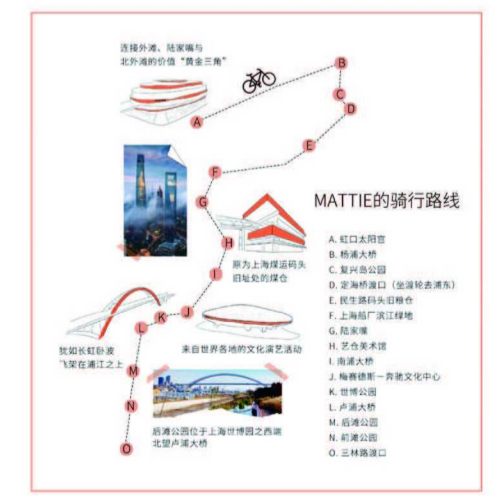 连接外滩、陆家嘴与
北外滩的价值“黄金三角”
B
C
D
A
E
F
G
MATTIE的骑行路线
H
原为上海煤运码头
旧址处的煤仓
I
J
K
L
犹如长虹卧波
飞架在浦江之上
来自世界各地的文化演艺活动
M
N
O
后滩公园位于上海世博园之西端
北望卢浦大桥
A. 虹口太阳宫
B. 杨浦大桥
C. 复兴岛公园
D. 定海桥渡口（坐渡轮去浦东）
E. 民生路码头旧粮仓
F. 上海船厂滨江绿地
G. 陆家嘴
H. 艺仓美术馆
I. 南浦大桥
J. 梅赛德斯－奔驰文化中心
K. 世博公园
L. 卢浦大桥
M. 后滩公园
N. 前滩公园
O. 三林路渡口